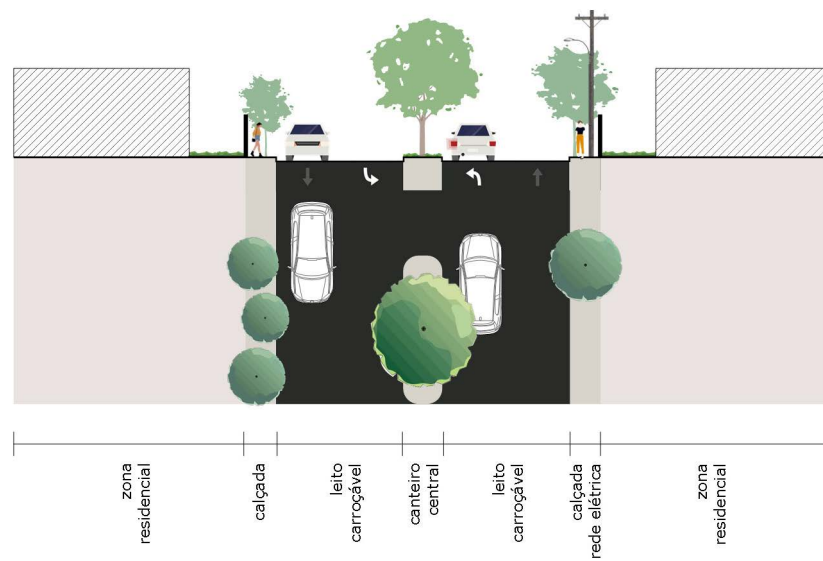 zona
residencial
calçada
leito
carroçável
canteiro
central
leito
carroçável
calçada
rede elétrica
zona
residencial